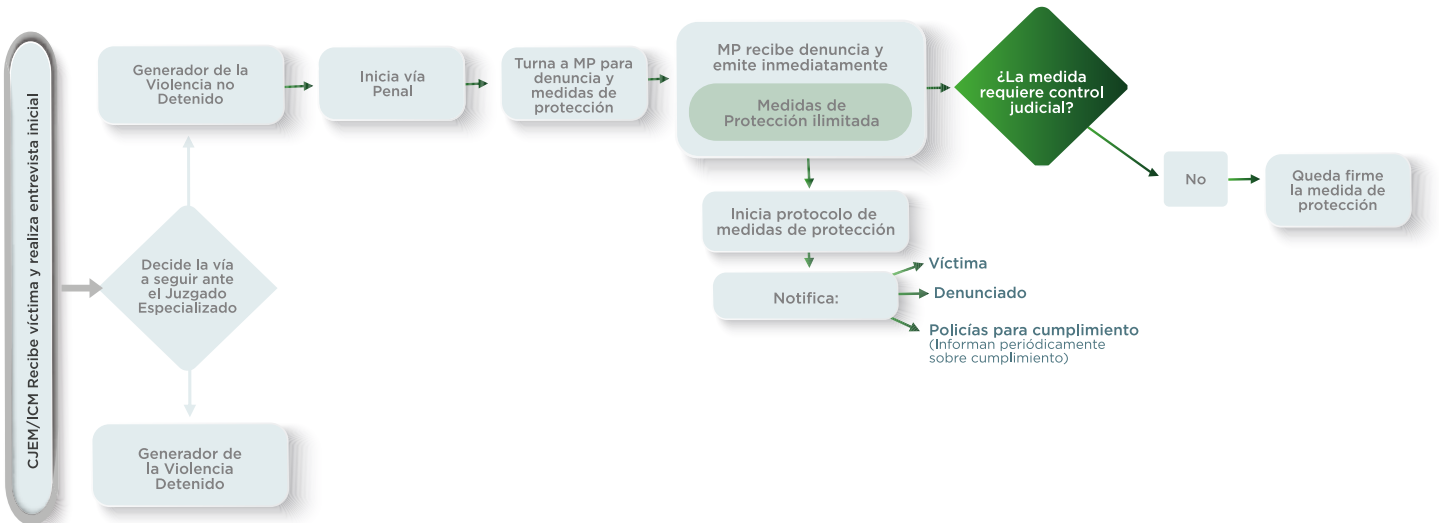 CJEM/ICM Recibe víctima y realiza entrevista inicial
Decide la vía
a seguir ante
el Juzgado
Especializado
Generador de la
Violencia no
Detenido
Inicia vía
Penal
Turna a MP para
denuncia y
medidas de
protección
MP recibe denuncia y
emite inmediatamente
Medidas de
Protección ilimitada
¿La medida
requiere control
judicial?
No
Queda firme
la medida de
protección
Inicia protocolo de
medidas de protección
Notifica:
Víctima
Denunciado
Policías para cumplimiento
(Informan periódicamente
sobre cumplimiento)
Generador de
la Violencia
Detenido